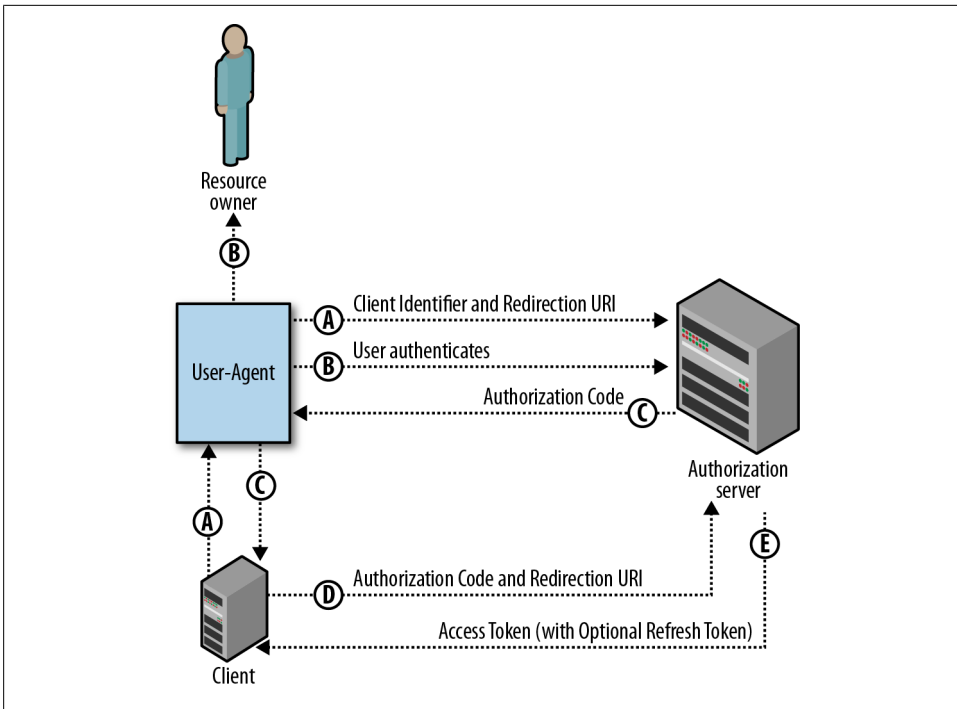 Resource
owner
B
A Client Identifier and Redirection URI
User-Agent
B User authenticates
Authorization Code
C
Authorization
server
C
A
E
D Authorization Code and Redirection URI
Access Token (with Optional Refresh Token)
Client